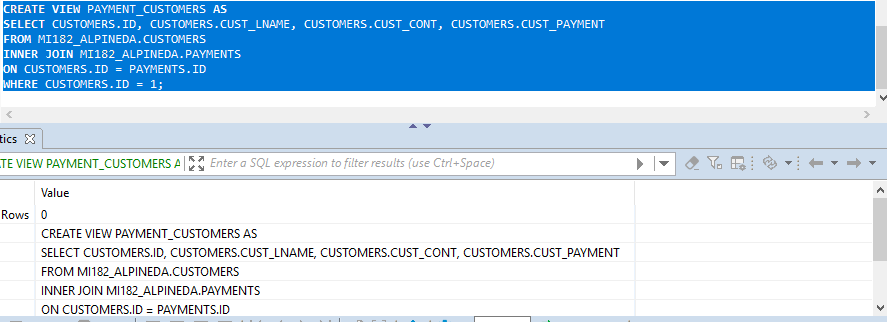 CREATE VIEW PAYMENT_CUSTOMERS AS
SELECT CUSTOMERS.ID, CUSTOMERS.CUST_LNAME, CUSTOMERS.CUST_CONT, CUSTOMERS.CUST_PAYMENT
FROM MI182_ALPINEDA.CUSTOMERS
INNER JOIN MI182_ALPINEDA.PAYMENTS
ON CUSTOMERS.ID = PAYMENTS.ID
WHERE CUSTOMERS.ID = 1;
tics
ATE VIEW PAYMENT_CUSTOMERS A Enter a SQL expression to filter results (use Ctrl+Space)
Value
Rows 0
CREATE VIEW PAYMENT_CUSTOMERS AS
SELECT CUSTOMERS.ID, CUSTOMERS.CUST_LNAME, CUSTOMERS.CUST_CONT, CUSTOMERS.CUST_PAYMENT
FROM MI182_ALPINEDA.CUSTOMERS
INNER JOIN MI182_ALPINEDA.PAYMENTS
ON CUSTOMERS.ID = PAYMENTS.ID